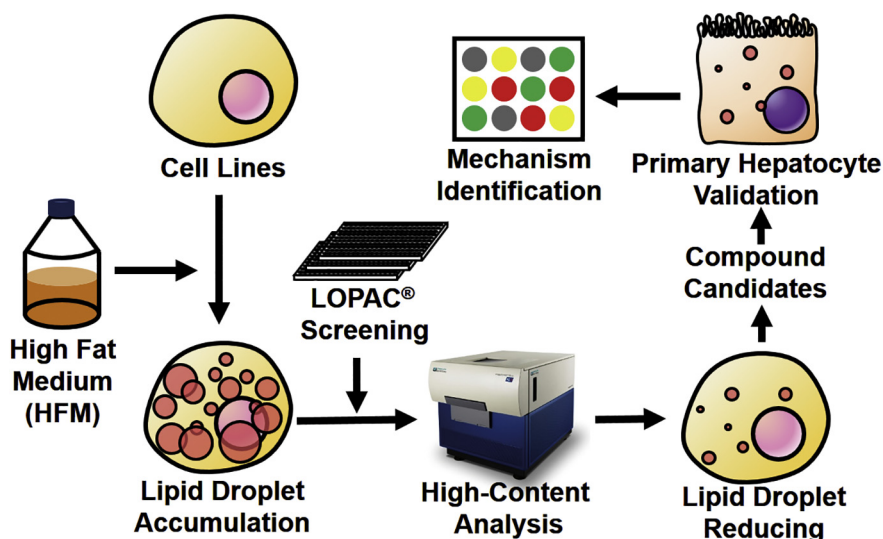 Cell Lines
High Fat
Medium
(HFM)
Lipid Droplet
Accumulation
LOPAC®
Screening
High-Content
Analysis
Lipid Droplet
Reducing
Compound
Candidates
Primary Hepatocyte
Validation
Mechanism
Identification